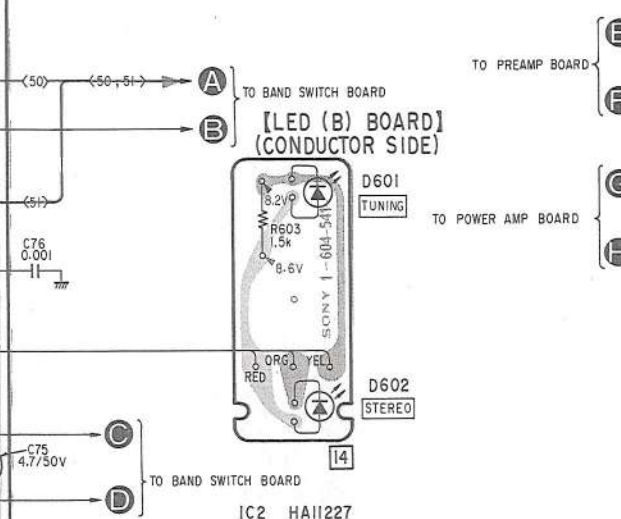 (50)
(50,51)
A
TO BAND SWITCH BOARD
B
TO PREAMP BOARD
【LED (B) BOARD】
(CONDUCTOR SIDE)
D601
TUNING
8.2V
R603
1.5k
8.6V
SONY 1-604-541
(51)
C76
0.001
TO POWER AMP BOARD
ORG
YEL
RED
D602
STEREO
14
C
C75
4.7/50V
TO BAND SWITCH BOARD
D
IC2 HA11227